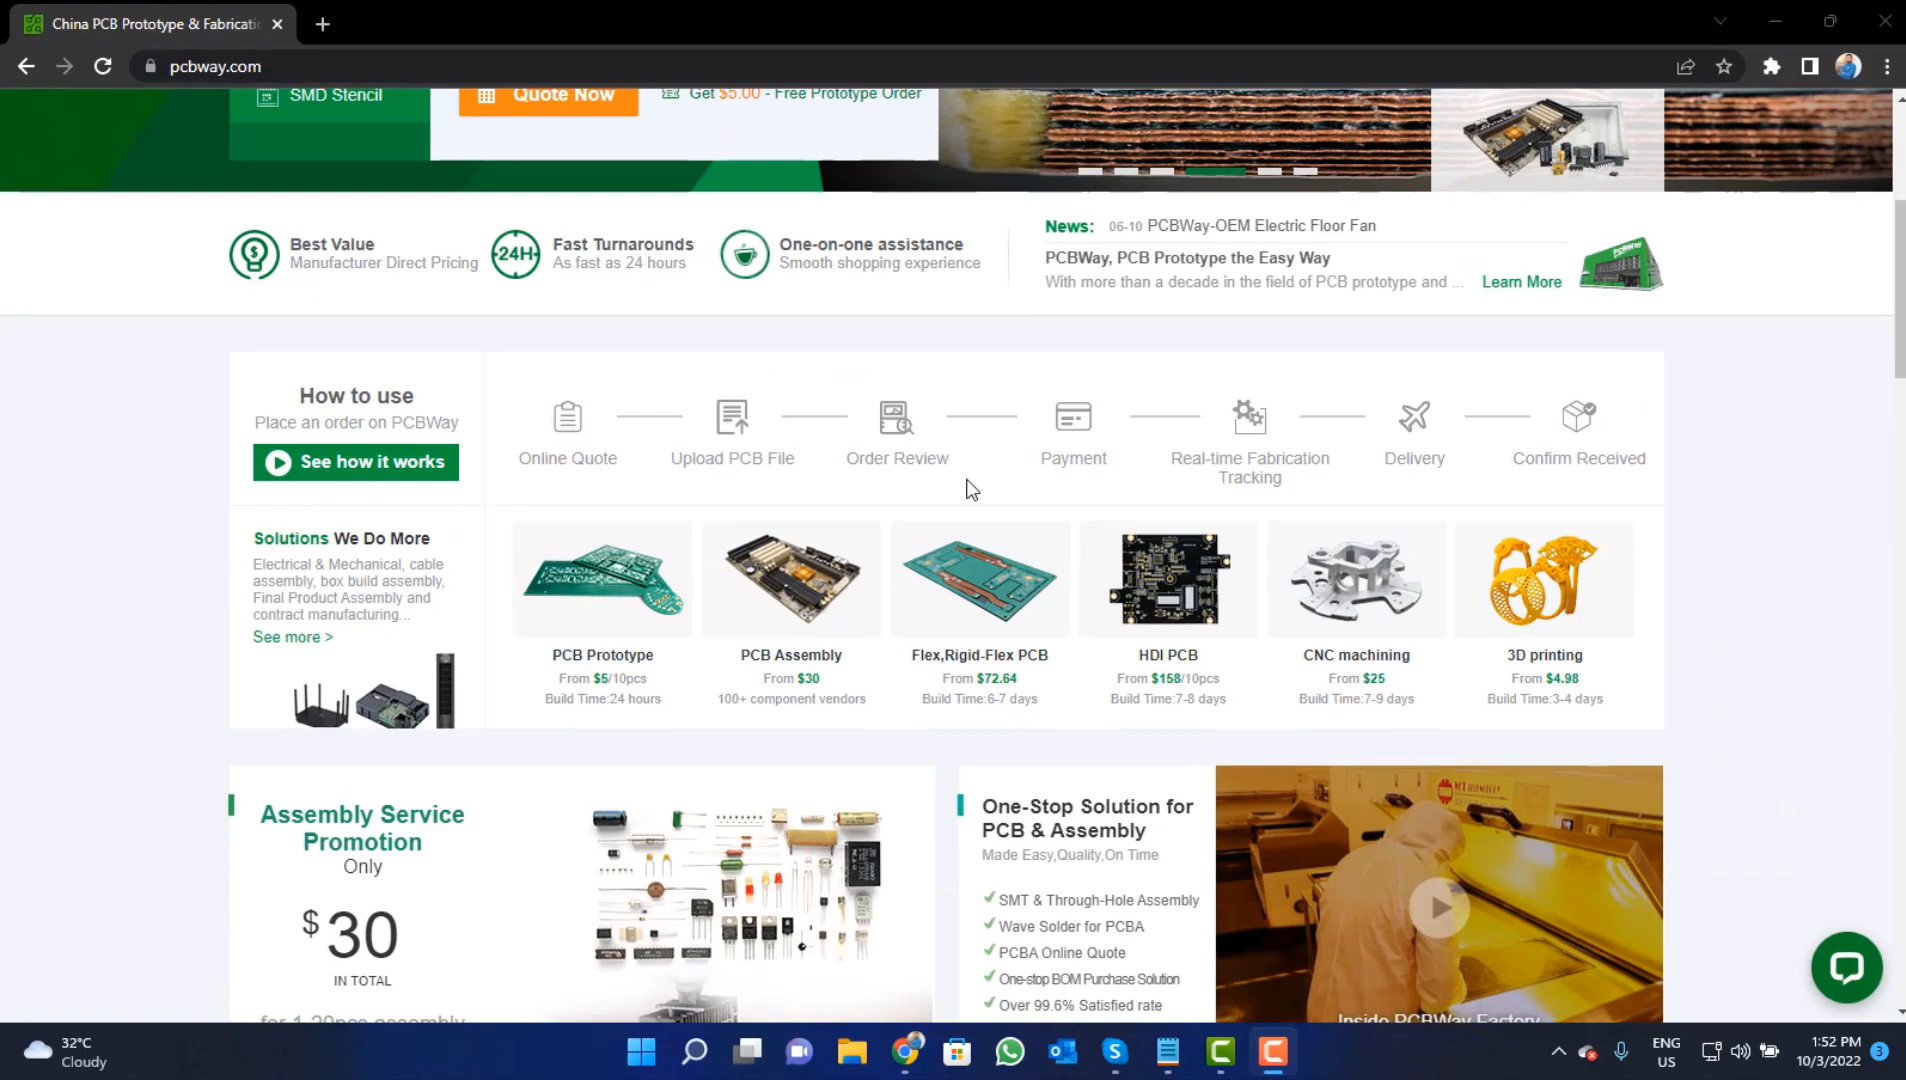 China PCB Prototype & Fabricatic
pcbway.com
SMD Stencil
Quote Now
Get $5.00 - Free Prototype Order
Best Value
Manufacturer Direct Pricing
24H
Fast Turnarounds
As fast as 24 hours
One-on-one assistance
Smooth shopping experience
News: 06-10 PCBWay-OEM Electric Floor Fan
PCBWay, PCB Prototype the Easy Way
With more than a decade in the field of PCB prototype and ... Learn More
PCBWay
How to use
Place an order on PCBWay
See how it works
Online Quote
Upload PCB File
Order Review
Payment
Real-time Fabrication
Tracking
Delivery
Confirm Received
Solutions We Do More
Electrical & Mechanical, cable
assembly, box build assembly,
Final Product Assembly and
contract manufacturing...
See more >
PCB Prototype
From $5/10pcs
Build Time:24 hours
PCB Assembly
From $30
100+ component vendors
Flex,Rigid-Flex PCB
From $72.64
Build Time:6-7 days
HDI PCB
From $158/10pcs
Build Time:7-8 days
CNC machining
From $25
Build Time:7-9 days
3D printing
From $4.98
Build Time:3-4 days
Assembly Service
Promotion
Only
$30
IN TOTAL
for 1-20pcs assembly
One-Stop Solution for
PCB & Assembly
Made Easy,Quality,On Time
SMT & Through-Hole Assembly
Wave Solder for PCBA
PCBA Online Quote
One-stop BOM Purchase Solution
Over 99.6% Satisfied rate
Inside PCBWay Factory
32°C
Cloudy
ENG
US
1:52 PM
10/3/2022
3